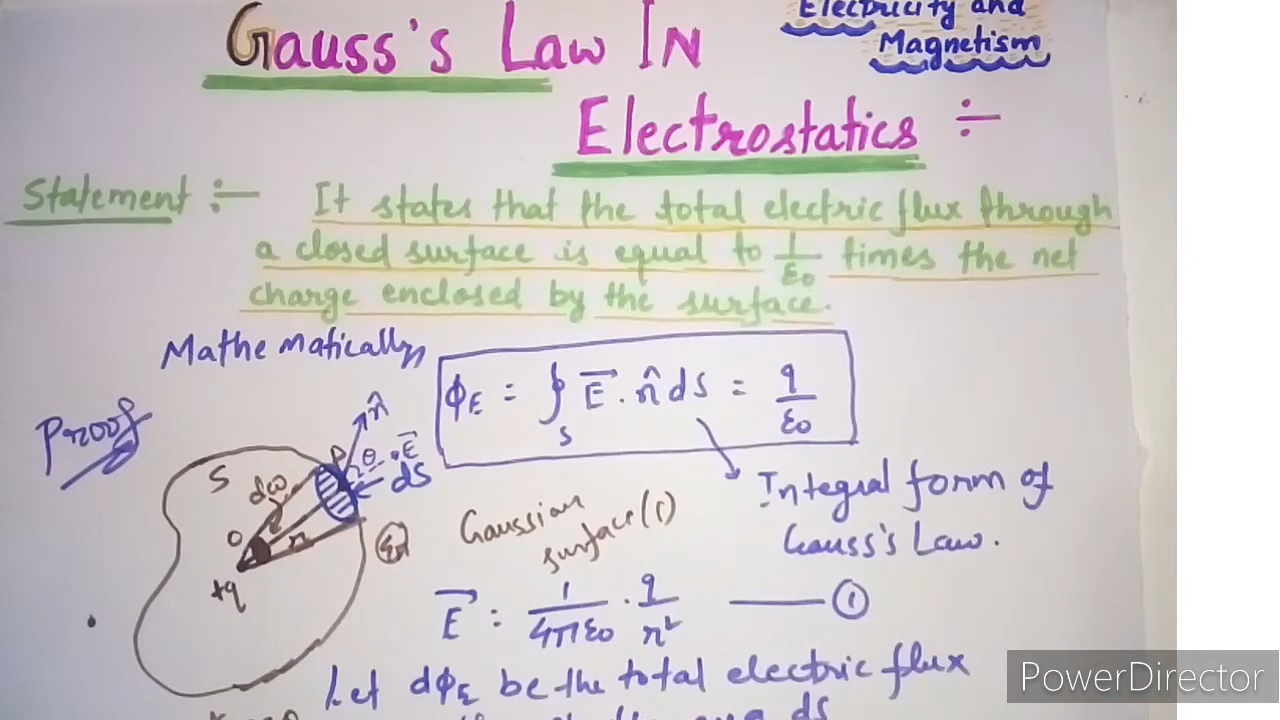 Gauss's Law In
Electricity and
Magnetism
Electrostatics ÷
Statement :— It states that the total electric flux through
a closed surface is equal to 1/ε0 times the net
charge enclosed by the surface.
Mathematically
ϕE = ∮S E⃗ . n̂ ds = q/ε0
Proof
n̂
P
θ
E⃗
S
dω
ds
O
r
+q
Gaussian
surface(1)
Integral form of
Gauss's Law.
E⃗ = 1/4πε0 . q/r² —— ①
Let dϕE be the total electric flux
area ds
PowerDirector